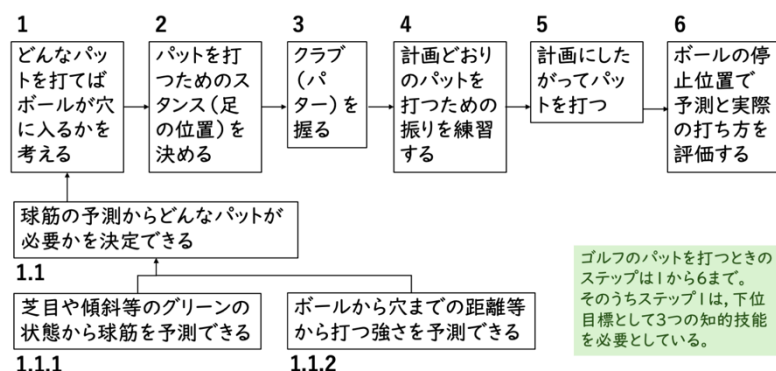 1
2
3
4
5
6
どんなパット
を打てば
ボールが穴
に入るかを
考える
パットを打
つためのス
タンス(足
の位置)を
決める
クラブ
(パ
ター)を
握る
計画どおり
のパットを
打つための
振りを練習
する
計画にした
がってパット
を打つ
ボールの停
止位置で
予測と実際
の打ち方を
評価する
球筋の予測からどんなパットが
必要かを決定できる
1.1
芝目や傾斜等のグリーンの
状態から球筋を予測できる
1.1.1
ボールから穴までの距離等
から打つ強さを予測できる
1.1.2
ゴルフのパットを打つときの
ステップは1から6まで。
そのうちステップ1は,下位
目標として3つの知的技能
を必要としている。